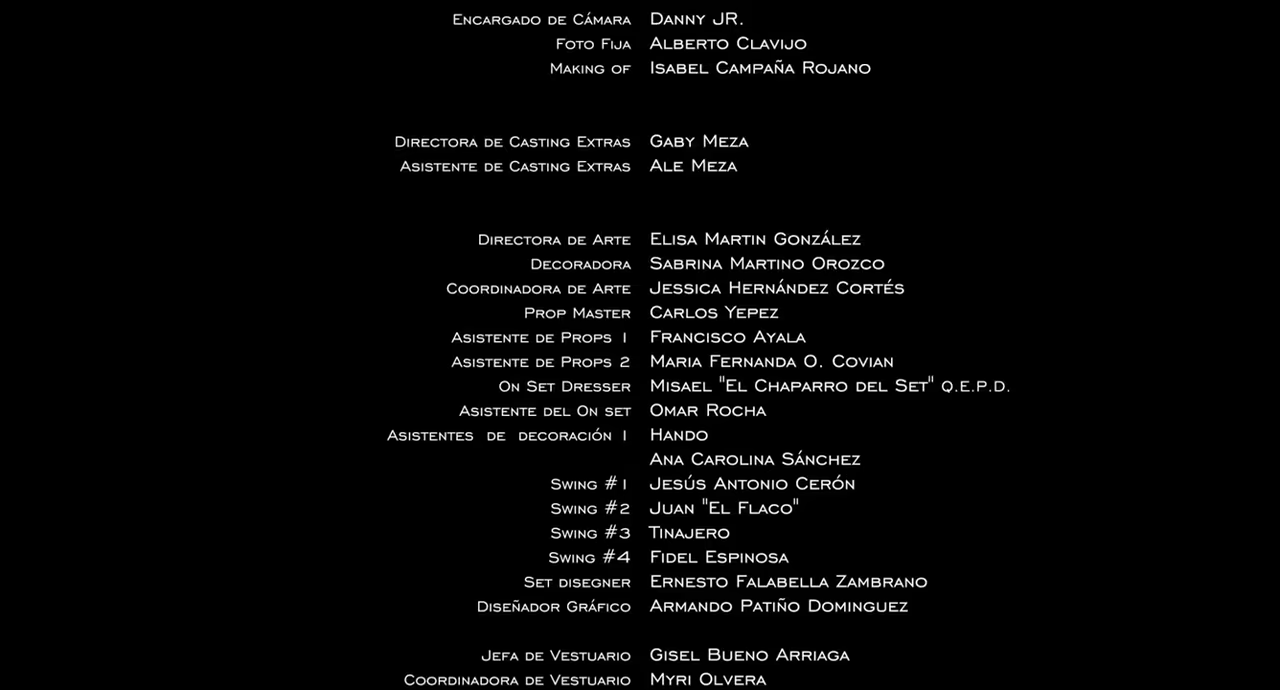 Encargado de Cámara Danny JR.
Foto Fija Alberto Clavijo
Making of Isabel Campaña Rojano
Directora de Casting Extras Gaby Meza
Asistente de Casting Extras Ale Meza
Directora de Arte Elisa Martin González
Decoradora Sabrina Martino Orozco
Coordinadora de Arte Jessica Hernández Cortés
Prop Master Carlos Yepez
Asistente de Props 1 Francisco Ayala
Asistente de Props 2 Maria Fernanda O. Covian
On Set Dresser Misael "El Chaparro del Set" Q.E.P.D.
Asistente del On set Omar Rocha
Asistentes de decoración 1 Hando
Ana Carolina Sánchez
Swing #1 Jesús Antonio Cerón
Swing #2 Juan "El Flaco"
Swing #3 Tinajero
Swing #4 Fidel Espinosa
Set disegner Ernesto Falabella Zambrano
Diseñador Gráfico Armando Patiño Dominguez
Jefa de Vestuario Gisel Bueno Arriaga
Coordinadora de Vestuario Myri Olvera